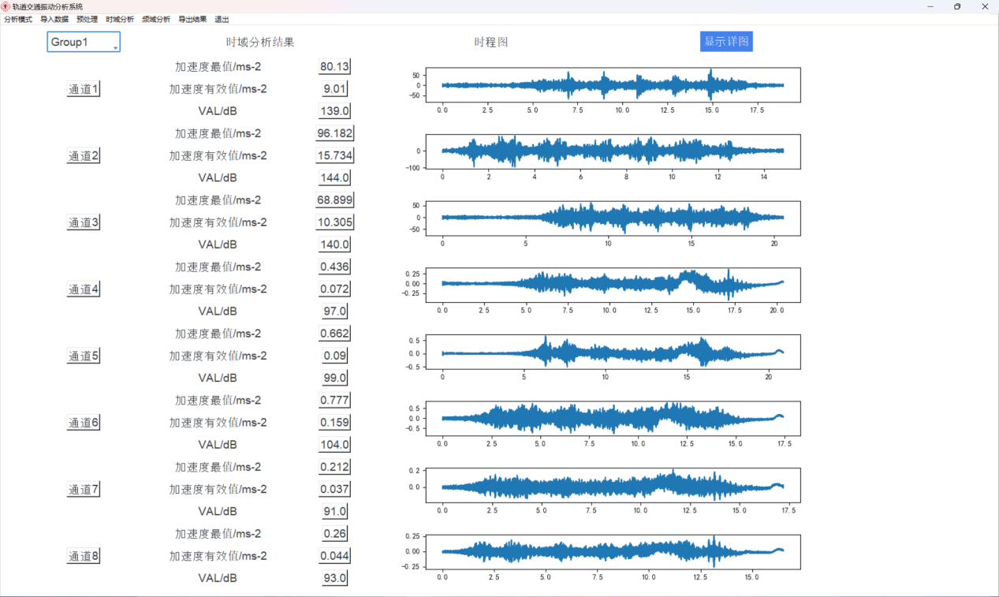 轨道交通振动分析系统
分析模式 导入数据 预处理 时域分析 频域分析 导出结果 退出
Group1 时域分析结果 时程图 显示详图
加速度最值/ms-2 80.13
通道1 加速度有效值/ms-2 9.01
VAL/dB 139.0
50
0
-50
0.0 2.5 5.0 7.5 10.0 12.5 15.0 17.5
加速度最值/ms-2 96.182
通道2 加速度有效值/ms-2 15.734
VAL/dB 144.0
0
-100
0 2 4 6 8 10 12 14
加速度最值/ms-2 68.899
通道3 加速度有效值/ms-2 10.305
VAL/dB 140.0
50
0
-50
0 5 10 15 20
加速度最值/ms-2 0.436
通道4 加速度有效值/ms-2 0.072
VAL/dB 97.0
0.25
0.00
-0.25
0.0 2.5 5.0 7.5 10.0 12.5 15.0 17.5 20.0
加速度最值/ms-2 0.662
通道5 加速度有效值/ms-2 0.09
VAL/dB 99.0
0.5
0.0
-0.5
0 5 10 15 20
加速度最值/ms-2 0.777
通道6 加速度有效值/ms-2 0.159
VAL/dB 104.0
0.5
0.0
-0.5
0.0 2.5 5.0 7.5 10.0 12.5 15.0 17.5
加速度最值/ms-2 0.212
通道7 加速度有效值/ms-2 0.037
VAL/dB 91.0
0.2
0.0
0.0 2.5 5.0 7.5 10.0 12.5 15.0 17.5
加速度最值/ms-2 0.26
通道8 加速度有效值/ms-2 0.044
VAL/dB 93.0
0.25
0.00
-0.25
0.0 2.5 5.0 7.5 10.0 12.5 15.0